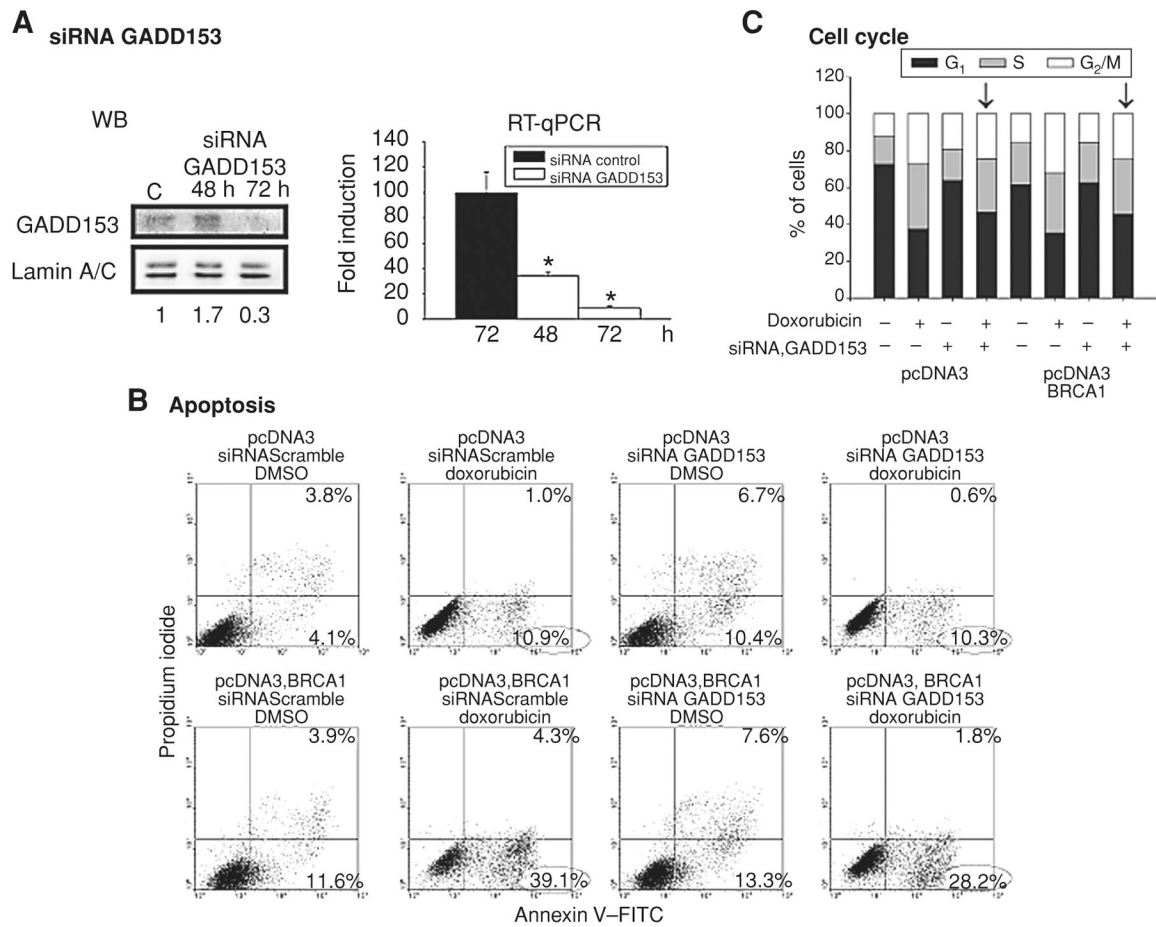 A siRNA GADD153
WB
siRNA
GADD153
C 48 h 72 h
GADD153
Lamin A/C
1 1.7 0.3
RT-qPCR
siRNA control
siRNA GADD153
Fold induction
140
120
100
80
60
40
20
0
*
*
72 48 72 h
C Cell cycle
G1 S G2/M
% of cells
120
100
80
60
40
20
0
Doxorubicin − + − + − + − +
siRNA,GADD153 − − + + − − + +
pcDNA3
pcDNA3
BRCA1
B Apoptosis
pcDNA3
siRNAScramble
DMSO
3.8%
4.1%
pcDNA3
siRNAScramble
doxorubicin
1.0%
10.9%
pcDNA3
siRNA GADD153
DMSO
6.7%
10.4%
pcDNA3
siRNA GADD153
doxorubicin
0.6%
10.3%
pcDNA3,BRCA1
siRNAScramble
DMSO
3.9%
11.6%
pcDNA3,BRCA1
siRNAScramble
doxorubicin
4.3%
39.1%
pcDNA3,BRCA1
siRNA GADD153
DMSO
7.6%
13.3%
pcDNA3, BRCA1
siRNA GADD153
doxorubicin
1.8%
28.2%
Propidium iodide
Annexin V–FITC